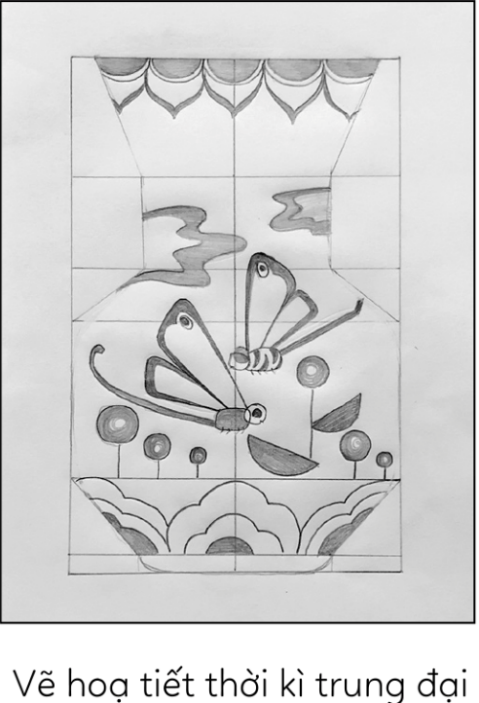 Vẽ hoạ tiết thời kì trung đại